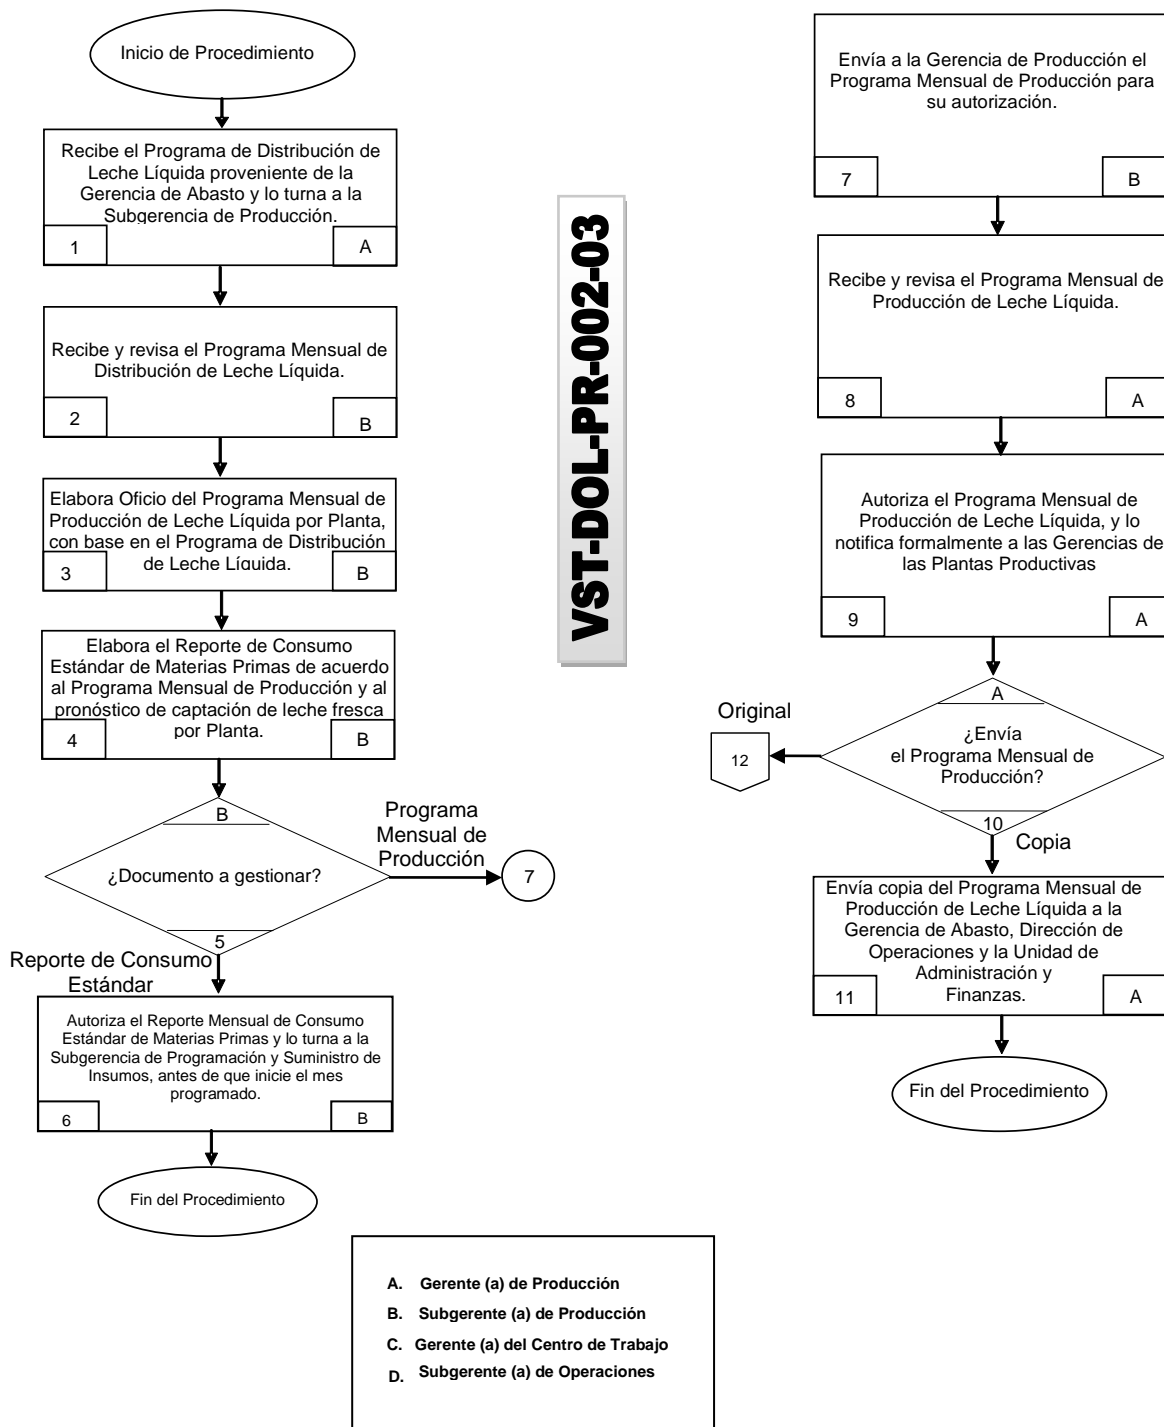 Inicio de Procedimiento
Recibe el Programa de Distribución de
Leche Líquida proveniente de la
Gerencia de Abasto y lo turna a la
Subgerencia de Producción.
1
A
Recibe y revisa el Programa Mensual de
Distribución de Leche Líquida.
2
B
Elabora Oficio del Programa Mensual de
Producción de Leche Líquida por Planta,
con base en el Programa de Distribución
de Leche Líquida.
3
B
Elabora el Reporte de Consumo
Estándar de Materias Primas de acuerdo
al Programa Mensual de Producción y al
pronóstico de captación de leche fresca
por Planta.
4
B
B
¿Documento a gestionar?
5
Programa
Mensual de
Producción
7
Reporte de Consumo
Estándar
Autoriza el Reporte Mensual de Consumo
Estándar de Materias Primas y lo turna a la
Subgerencia de Programación y Suministro de
Insumos, antes de que inicie el mes
programado.
6
B
Fin del Procedimiento
VST-DOL-PR-002-03
Envía a la Gerencia de Producción el
Programa Mensual de Producción para
su autorización.
7
B
Recibe y revisa el Programa Mensual de
Producción de Leche Líquida.
8
A
Autoriza el Programa Mensual de
Producción de Leche Líquida, y lo
notifica formalmente a las Gerencias de
las Plantas Productivas
9
A
A
¿Envía
el Programa Mensual de
Producción?
10
Original
12
Copia
Envía copia del Programa Mensual de
Producción de Leche Líquida a la
Gerencia de Abasto, Dirección de
Operaciones y la Unidad de
Administración y
Finanzas.
11
A
Fin del Procedimiento
A. Gerente (a) de Producción
B. Subgerente (a) de Producción
C. Gerente (a) del Centro de Trabajo
D. Subgerente (a) de Operaciones